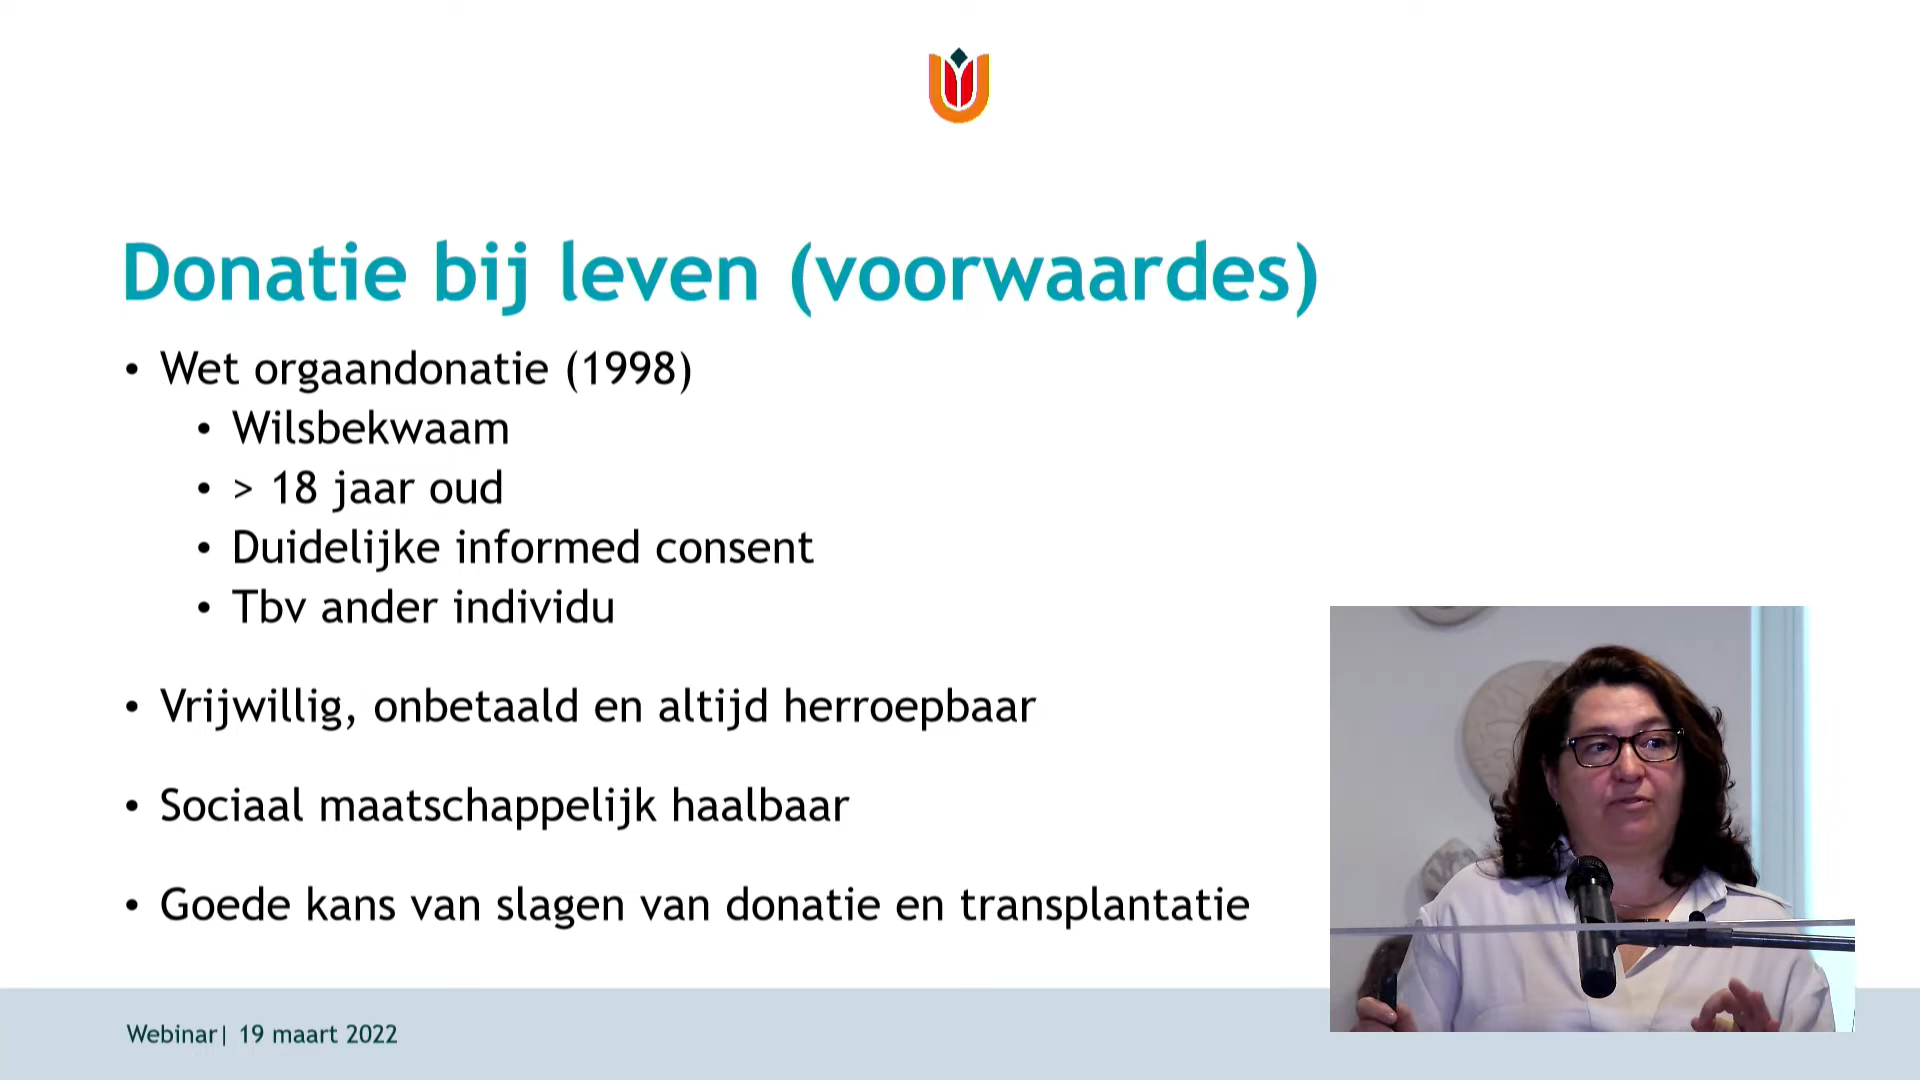 Donatie bij leven (voorwaardes)
• Wet orgaandonatie (1998)
• Wilsbekwaam
• > 18 jaar oud
• Duidelijke informed consent
• Tbv ander individu
• Vrijwillig, onbetaald en altijd herroepbaar
• Sociaal maatschappelijk haalbaar
• Goede kans van slagen van donatie en transplantatie
Webinar| 19 maart 2022